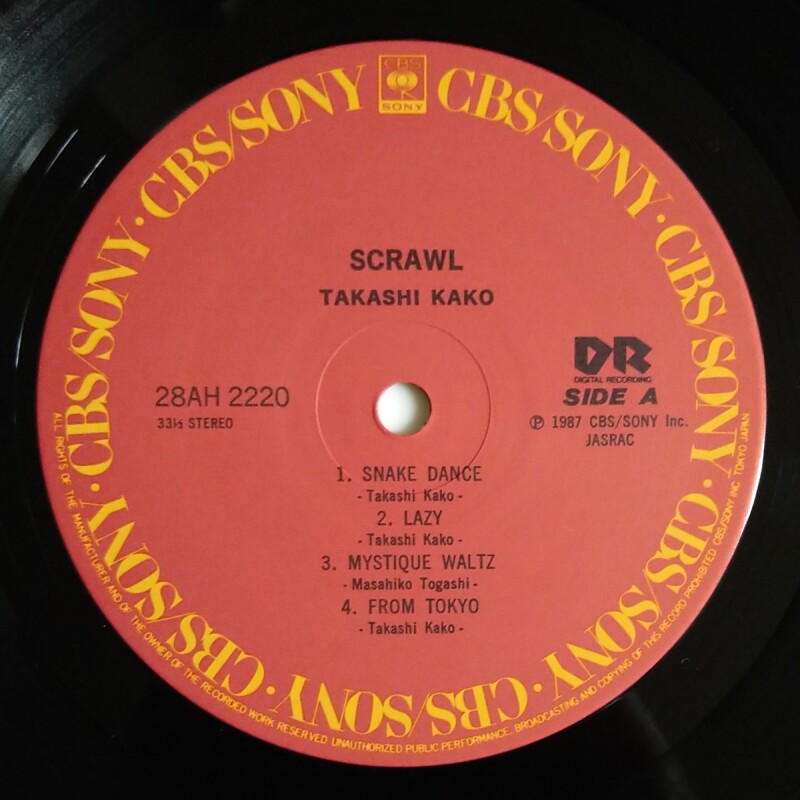 CBS/SONY · CBS/SONY · CBS/SONY · CBS/SONY · CBS/SONY · CBS/SONY · CBS/SONY · CBS/SONY
CBS
SONY
SCRAWL
TAKASHI KAKO
DR
DIGITAL RECORDING
SIDE A
28AH 2220
33⅓ STEREO
℗ 1987 CBS/SONY Inc.
JASRAC
1. SNAKE DANCE
- Takashi Kako -
2. LAZY
- Takashi Kako -
3. MYSTIQUE WALTZ
- Masahiko Togashi -
4. FROM TOKYO
- Takashi Kako -
ALL RIGHTS OF THE MANUFACTURER AND OF THE OWNER OF THE RECORDED WORK RESERVED UNAUTHORIZED PUBLIC PERFORMANCE, BROADCASTING AND COPYING OF THIS RECORD PROHIBITED CBS/SONY INC TOKYO JAPAN